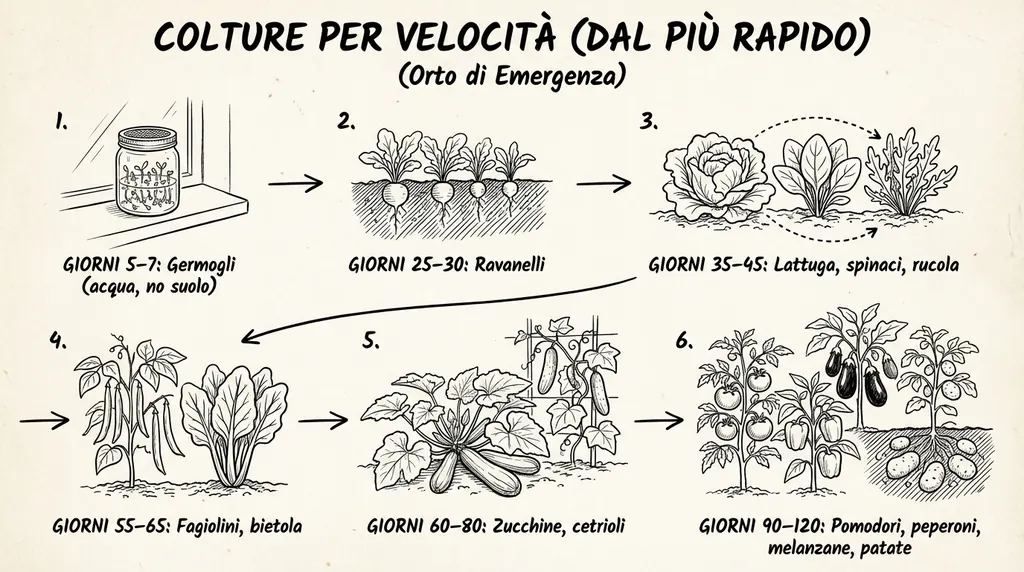 COLTURE PER VELOCITÀ (DAL PIÙ RAPIDO)
(Orto di Emergenza)
1.
GIORNI 5–7: Germogli
(acqua, no suolo)
2.
GIORNI 25–30: Ravanelli
3.
GIORNI 35–45: Lattuga, spinaci, rucola
4.
GIORNI 55–65: Fagiolini, bietola
5.
GIORNI 60–80: Zucchine, cetrioli
6.
GIORNI 90–120: Pomodori, peperoni,
melanzane, patate